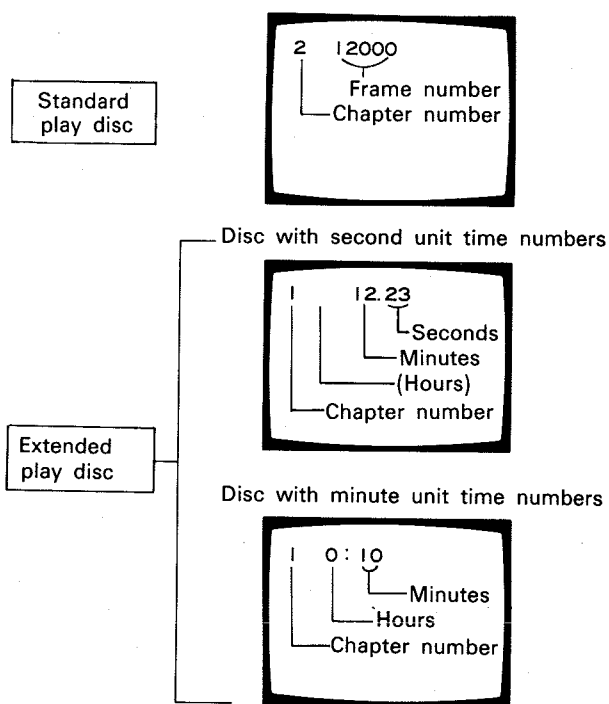 2 12000
Frame number
Chapter number
Standard
play disc
Disc with second unit time numbers
1 12.23
Seconds
Minutes
(Hours)
Chapter number
Extended
play disc
Disc with minute unit time numbers
1 0:10
Minutes
Hours
Chapter number